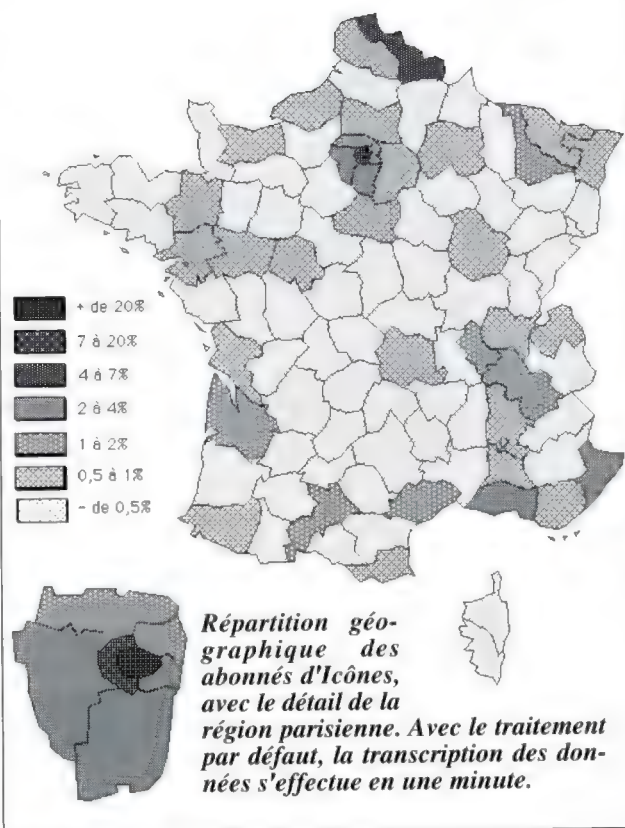 + de 20%
7 à 20%
4 à 7%
2 à 4%
1 à 2%
0,5 à 1%
- de 0,5%
Répartition géo-
graphique des
abonnés d'Icônes,
avec le détail de la
région parisienne. Avec le traitement
par défaut, la transcription des don-
nées s'effectue en une minute.